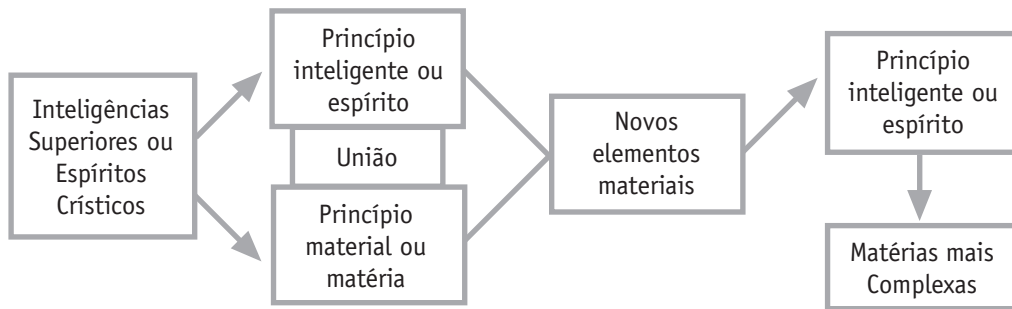 Inteligências
Superiores ou
Espíritos
Crísticos
Princípio
inteligente ou
espírito
União
Princípio
material ou
matéria
Novos
elementos
materiais
Princípio
inteligente ou
espírito
Matérias mais
Complexas